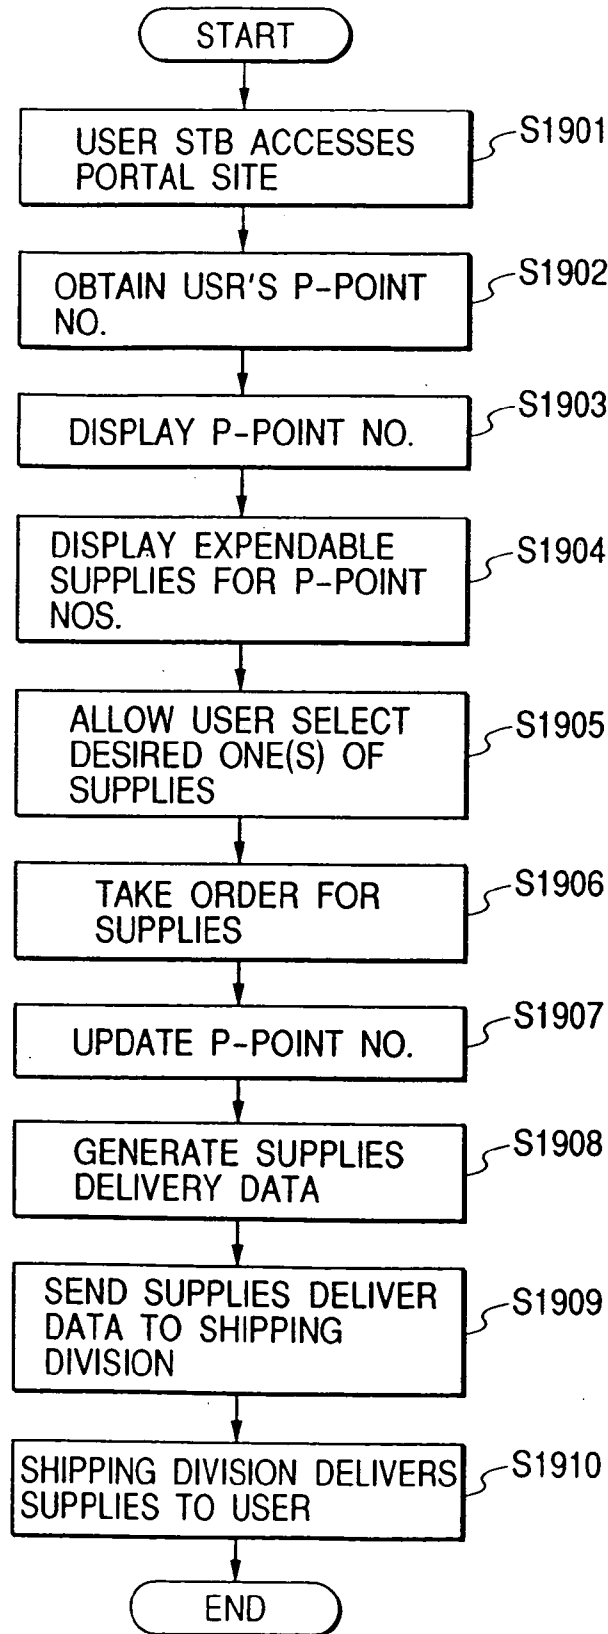 START
USER STB ACCESSES
PORTAL SITE
S1901
OBTAIN USR'S P-POINT
NO.
S1902
DISPLAY P-POINT NO.
S1903
DISPLAY EXPENDABLE
SUPPLIES FOR P-POINT
NOS.
S1904
ALLOW USER SELECT
DESIRED ONE(S) OF
SUPPLIES
S1905
TAKE ORDER FOR
SUPPLIES
S1906
UPDATE P-POINT NO.
S1907
GENERATE SUPPLIES
DELIVERY DATA
S1908
SEND SUPPLIES DELIVER
DATA TO SHIPPING
DIVISION
S1909
SHIPPING DIVISION DELIVERS
SUPPLIES TO USER
S1910
END